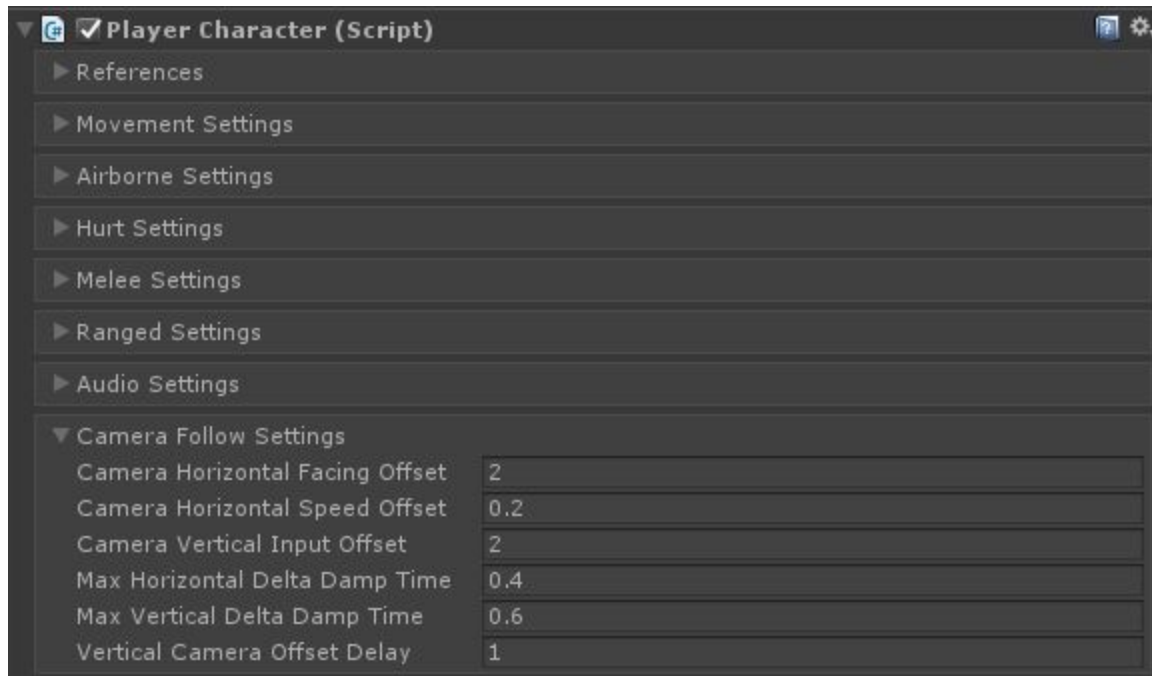 Player Character (Script)
References
Movement Settings
Airborne Settings
Hurt Settings
Melee Settings
Ranged Settings
Audio Settings
Camera Follow Settings
Camera Horizontal Facing Offset 2
Camera Horizontal Speed Offset 0.2
Camera Vertical Input Offset 2
Max Horizontal Delta Damp Time 0.4
Max Vertical Delta Damp Time 0.6
Vertical Camera Offset Delay 1